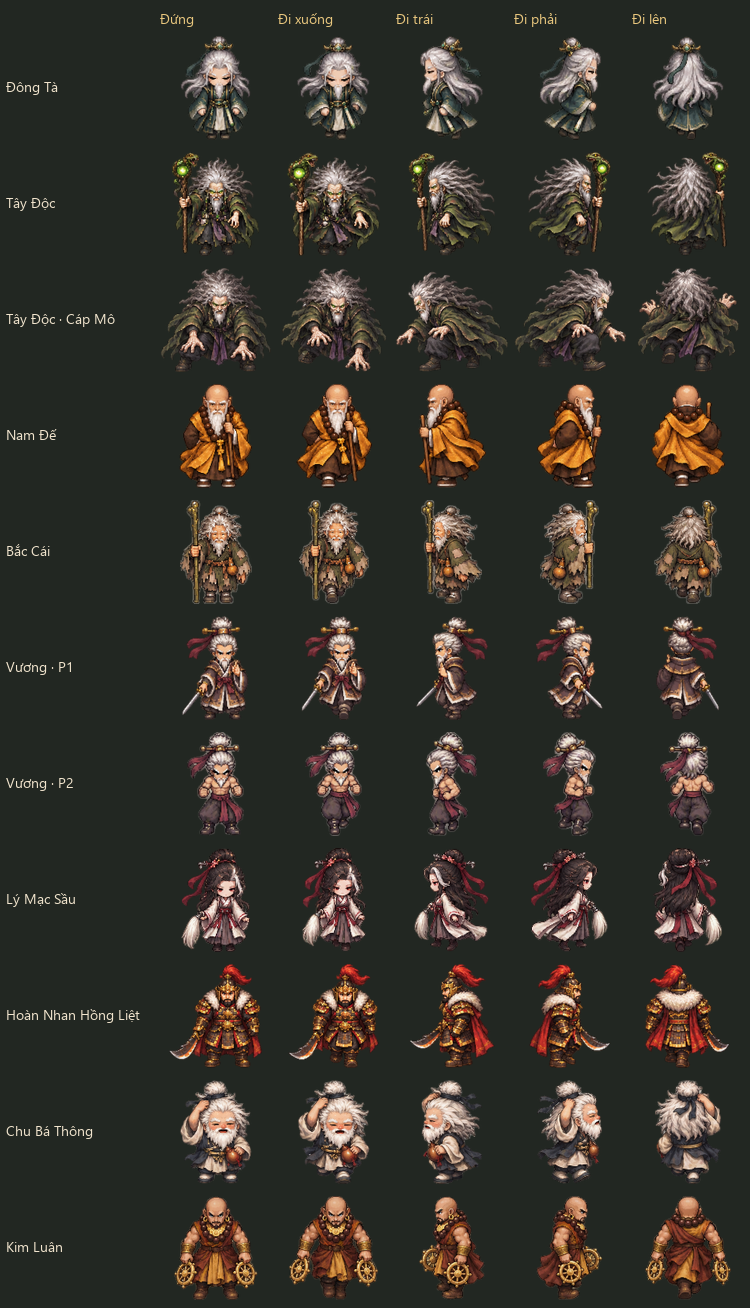 Đứng Đi xuống Đi trái Đi phải Đi lên
Đông Tà
Tây Độc
Tây Độc · Cáp Mô
Nam Đế
Bắc Cái
Vương · P1
Vương · P2
Lý Mạc Sầu
Hoàn Nhan Hồng Liệt
Chu Bá Thông
Kim Luân